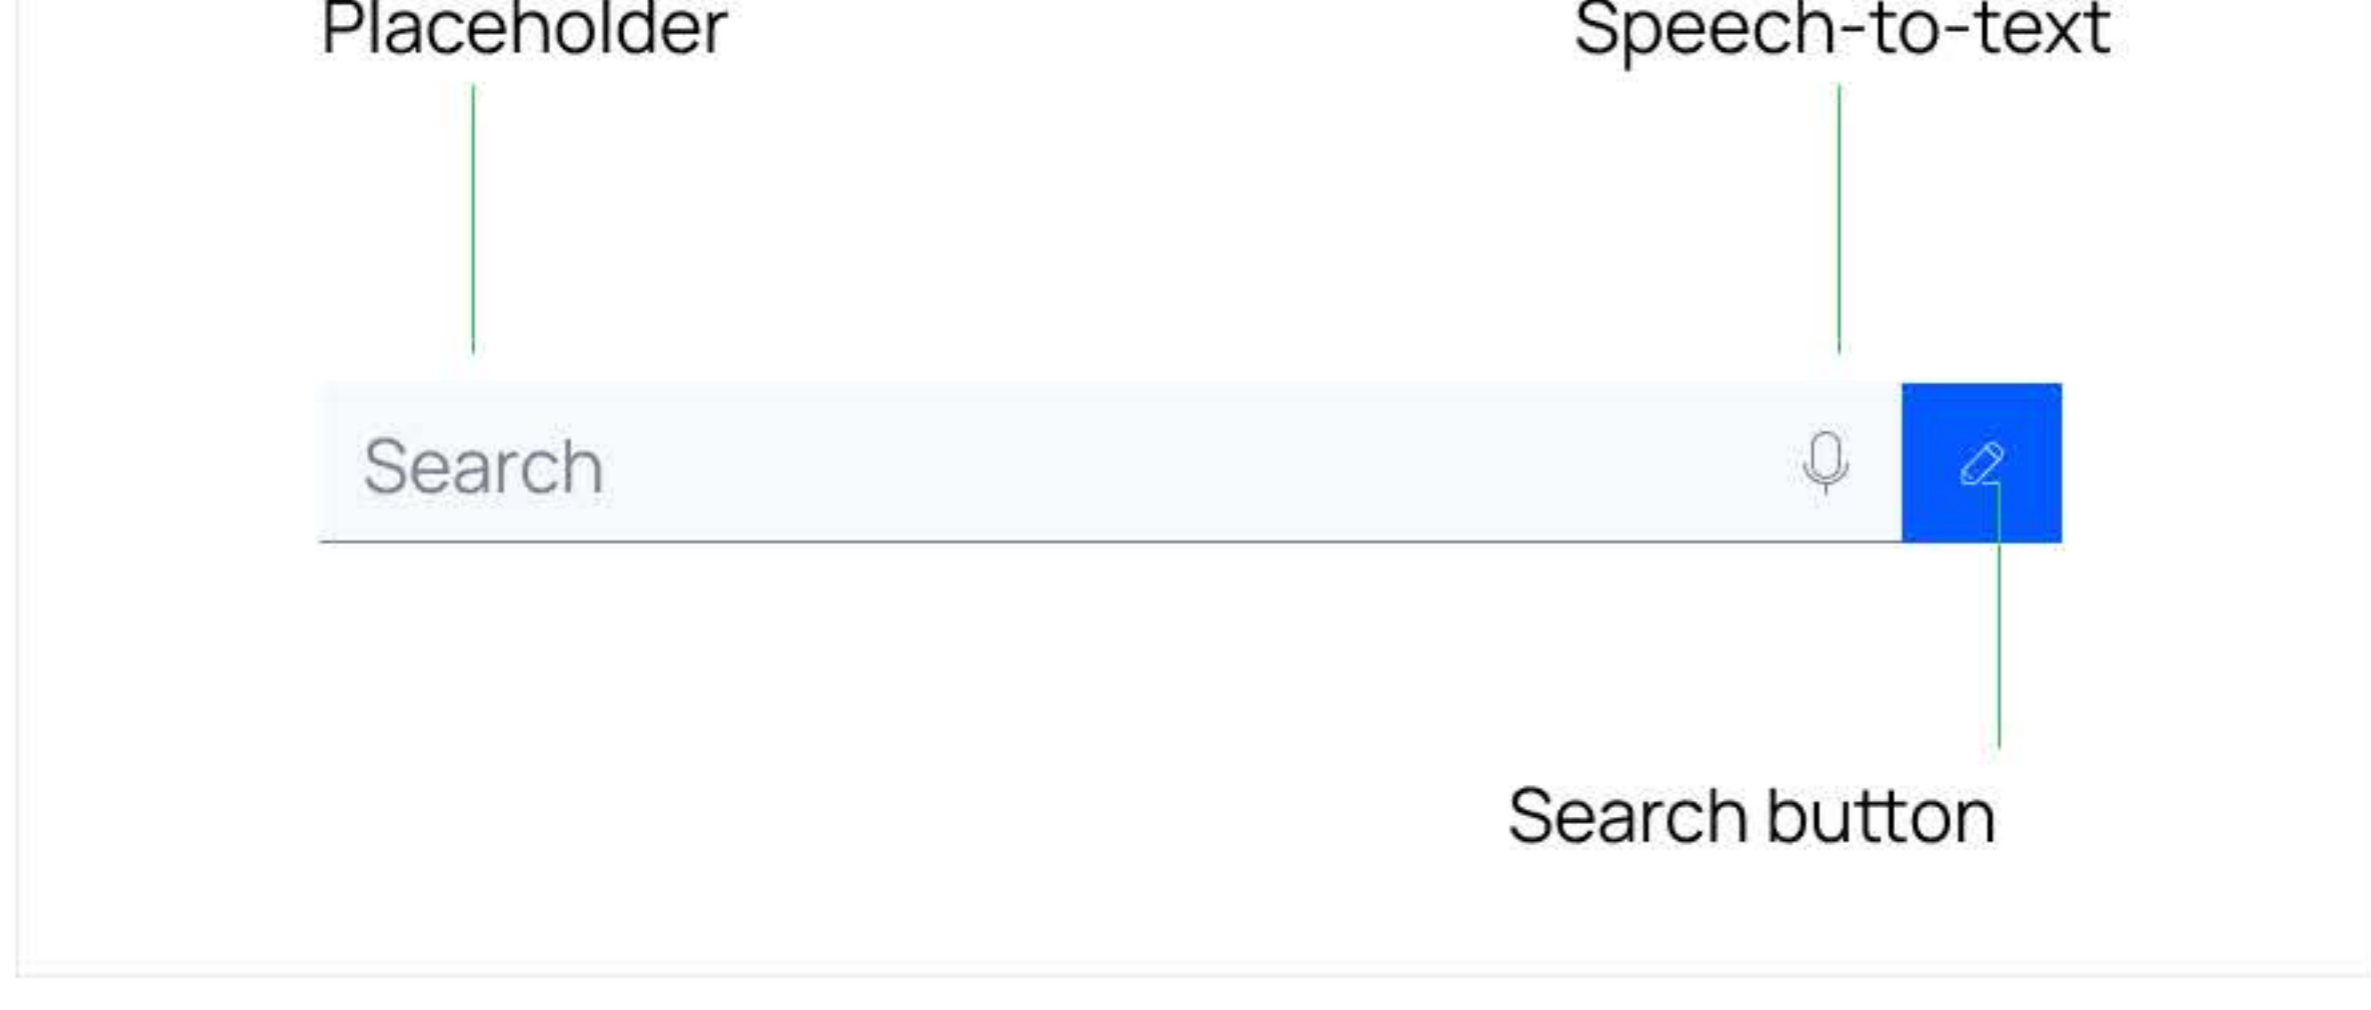 Placeholder
Speech-to-text
Search
Search button